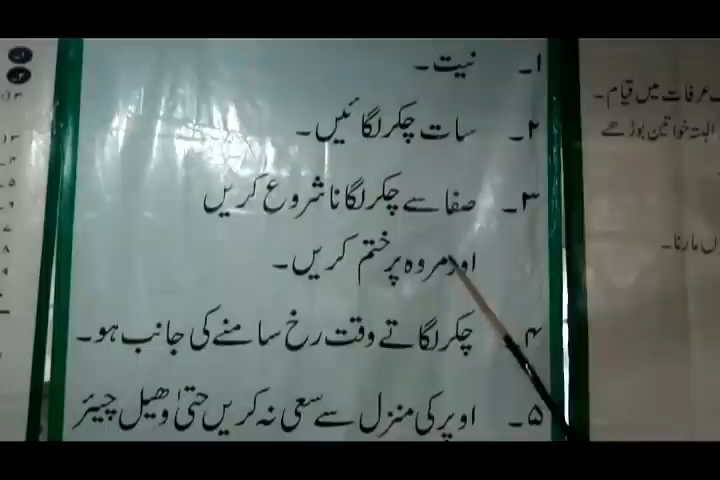 ۱۔ نیت۔
۲۔ سات چکر لگائیں۔
۳۔ صفا سے چکر لگانا شروع کریں
اور مروہ پر ختم کریں۔
۴۔ چکر لگاتے وقت رخ سامنے کی جانب ہو۔
۵۔ اوپر کی منزل سے سعی نہ کریں حتیٰ وھیل چیئر
عرفات میں قیام۔
البتہ خواتین بوڑھے
مارنا۔